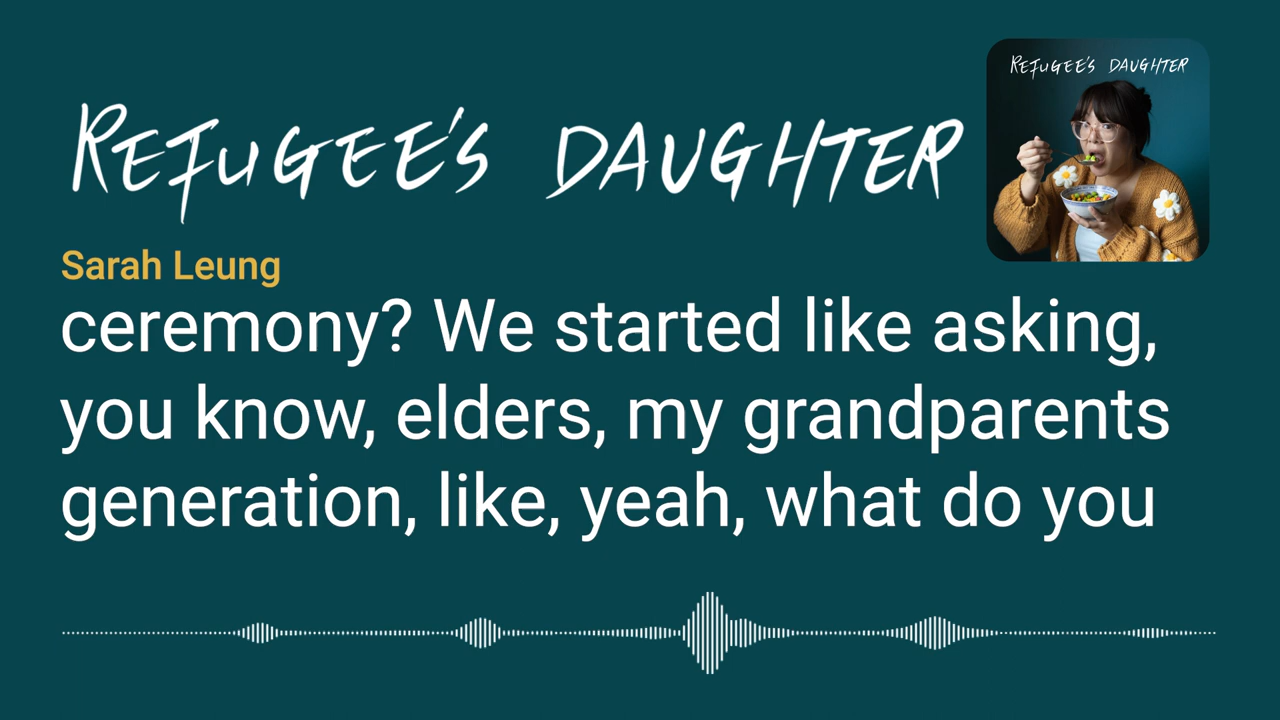 REFUGEE'S DAUGHTER
REFUGEE'S DAUGHTER
Sarah Leung
ceremony? We started like asking,
you know, elders, my grandparents
generation, like, yeah, what do you